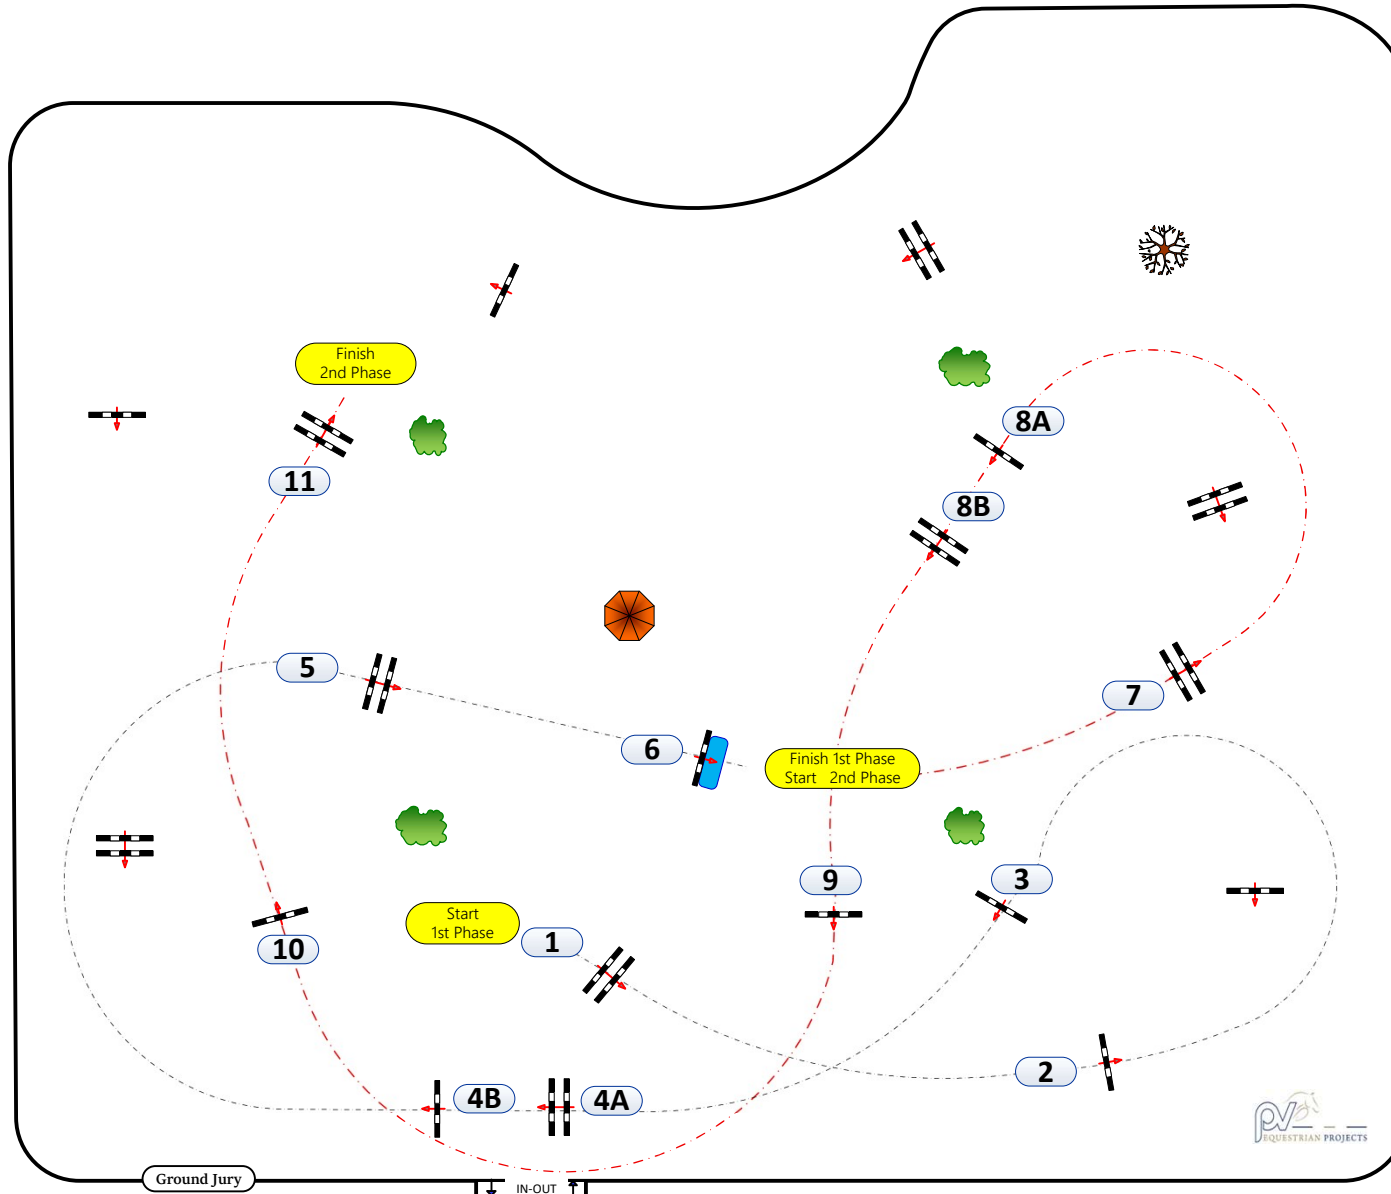 Finish
2nd Phase
8A
11
8B
5
7
6
Finish 1st Phase
Start 2nd Phase
9
3
Start
1st Phase
1
10
2
4B
4A
pv
EQUESTRIAN PROJECTS
Ground Jury
IN-OUT